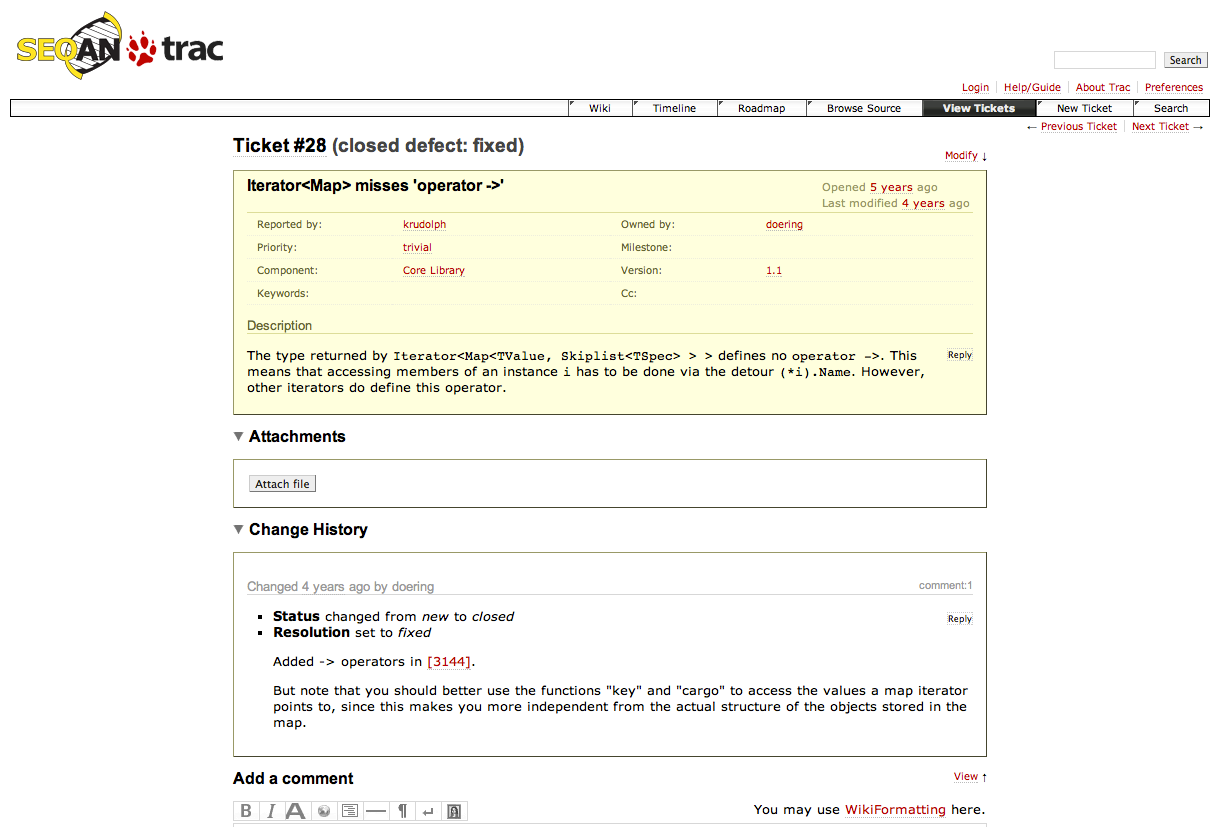 SEQAN trac
Search
Login Help/Guide About Trac Preferences
Wiki Timeline Roadmap Browse Source View Tickets New Ticket Search
← Previous Ticket Next Ticket →
Ticket #28 (closed defect: fixed)
Modify ↓
Iterator<Map> misses 'operator ->'
Opened 5 years ago
Last modified 4 years ago
Reported by: krudolph Owned by: doering
Priority: trivial Milestone:
Component: Core Library Version: 1.1
Keywords: Cc:
Description
The type returned by Iterator<Map<TValue, Skiplist<TSpec> > > defines no operator ->. This Reply
means that accessing members of an instance i has to be done via the detour (*i).Name. However,
other iterators do define this operator.
▼ Attachments
Attach file
▼ Change History
Changed 4 years ago by doering comment:1
▪ Status changed from new to closed Reply
▪ Resolution set to fixed
Added -> operators in [3144].
But note that you should better use the functions "key" and "cargo" to access the values a map iterator
points to, since this makes you more independent from the actual structure of the objects stored in the
map.
Add a comment View ↑
B I A — ¶ ↵ You may use WikiFormatting here.